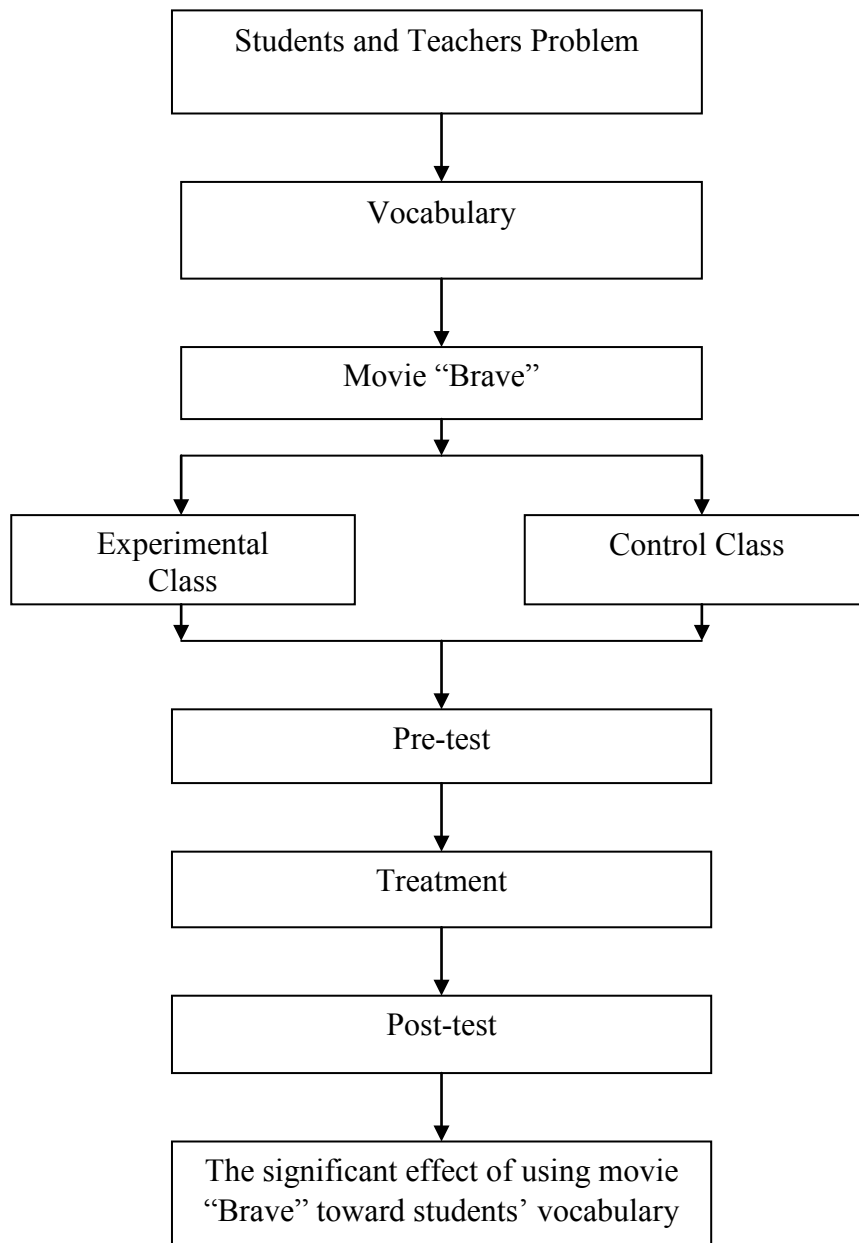 Students and Teachers Problem
Vocabulary
Movie “Brave”
Experimental
Class
Control Class
Pre-test
Treatment
Post-test
The significant effect of using movie
“Brave” toward students’ vocabulary